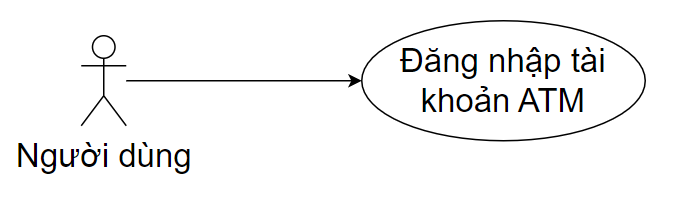 Đăng nhập tài
khoản ATM
Người dùng